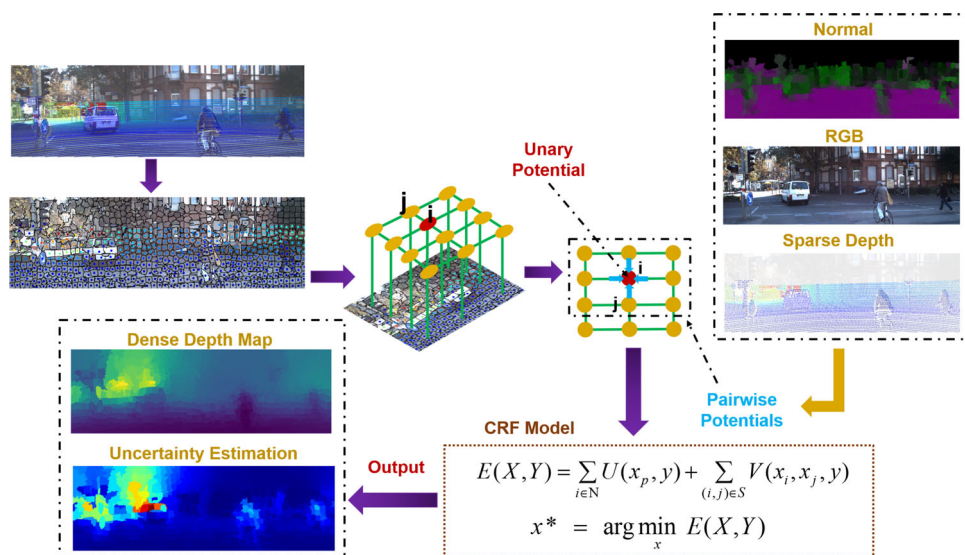 Normal
RGB
Unary
Potential
j
i
Sparse Depth
i
j
Dense Depth Map
Pairwise
Potentials
CRF Model
Uncertainty Estimation
Output
E(X,Y) = ∑_{i∈N} U(x_p, y) + ∑_{(i,j)∈S} V(x_i, x_j, y)
x* = arg min_x E(X,Y)